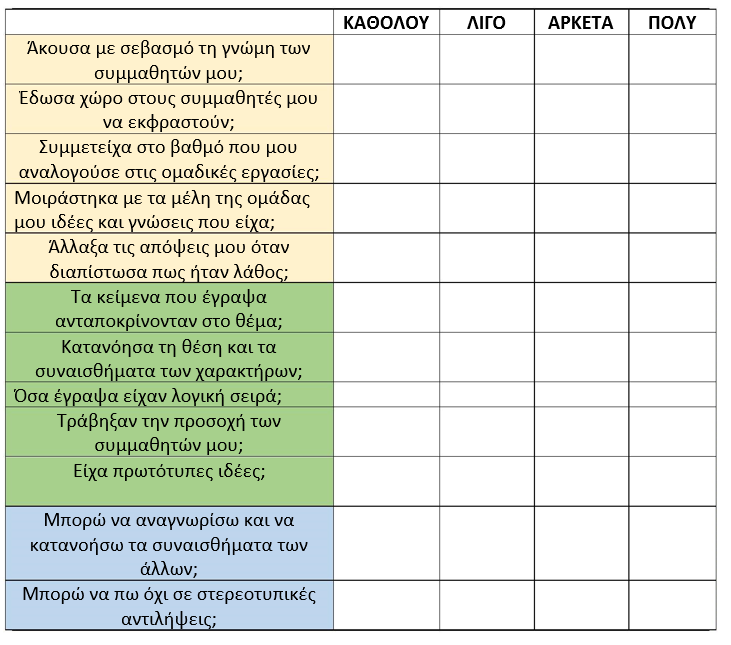 ΚΑΘΟΛΟΥ ΛΙΓΟ ΑΡΚΕΤΑ ΠΟΛΥ
Άκουσα με σεβασμό τη γνώμη των
συμμαθητών μου;
Έδωσα χώρο στους συμμαθητές μου
να εκφραστούν;
Συμμετείχα στο βαθμό που μου
αναλογούσε στις ομαδικές εργασίες;
Μοιράστηκα με τα μέλη της ομάδας
μου ιδέες και γνώσεις που είχα;
Άλλαξα τις απόψεις μου όταν
διαπίστωσα πως ήταν λάθος;
Τα κείμενα που έγραψα
ανταποκρίνονταν στο θέμα;
Κατανόησα τη θέση και τα
συναισθήματα των χαρακτήρων;
Όσα έγραψα είχαν λογική σειρά;
Τράβηξαν την προσοχή των
συμμαθητών μου;
Είχα πρωτότυπες ιδέες;
Μπορώ να αναγνωρίσω και να
κατανοήσω τα συναισθήματα των
άλλων;
Μπορώ να πω όχι σε στερεοτυπικές
αντιλήψεις;